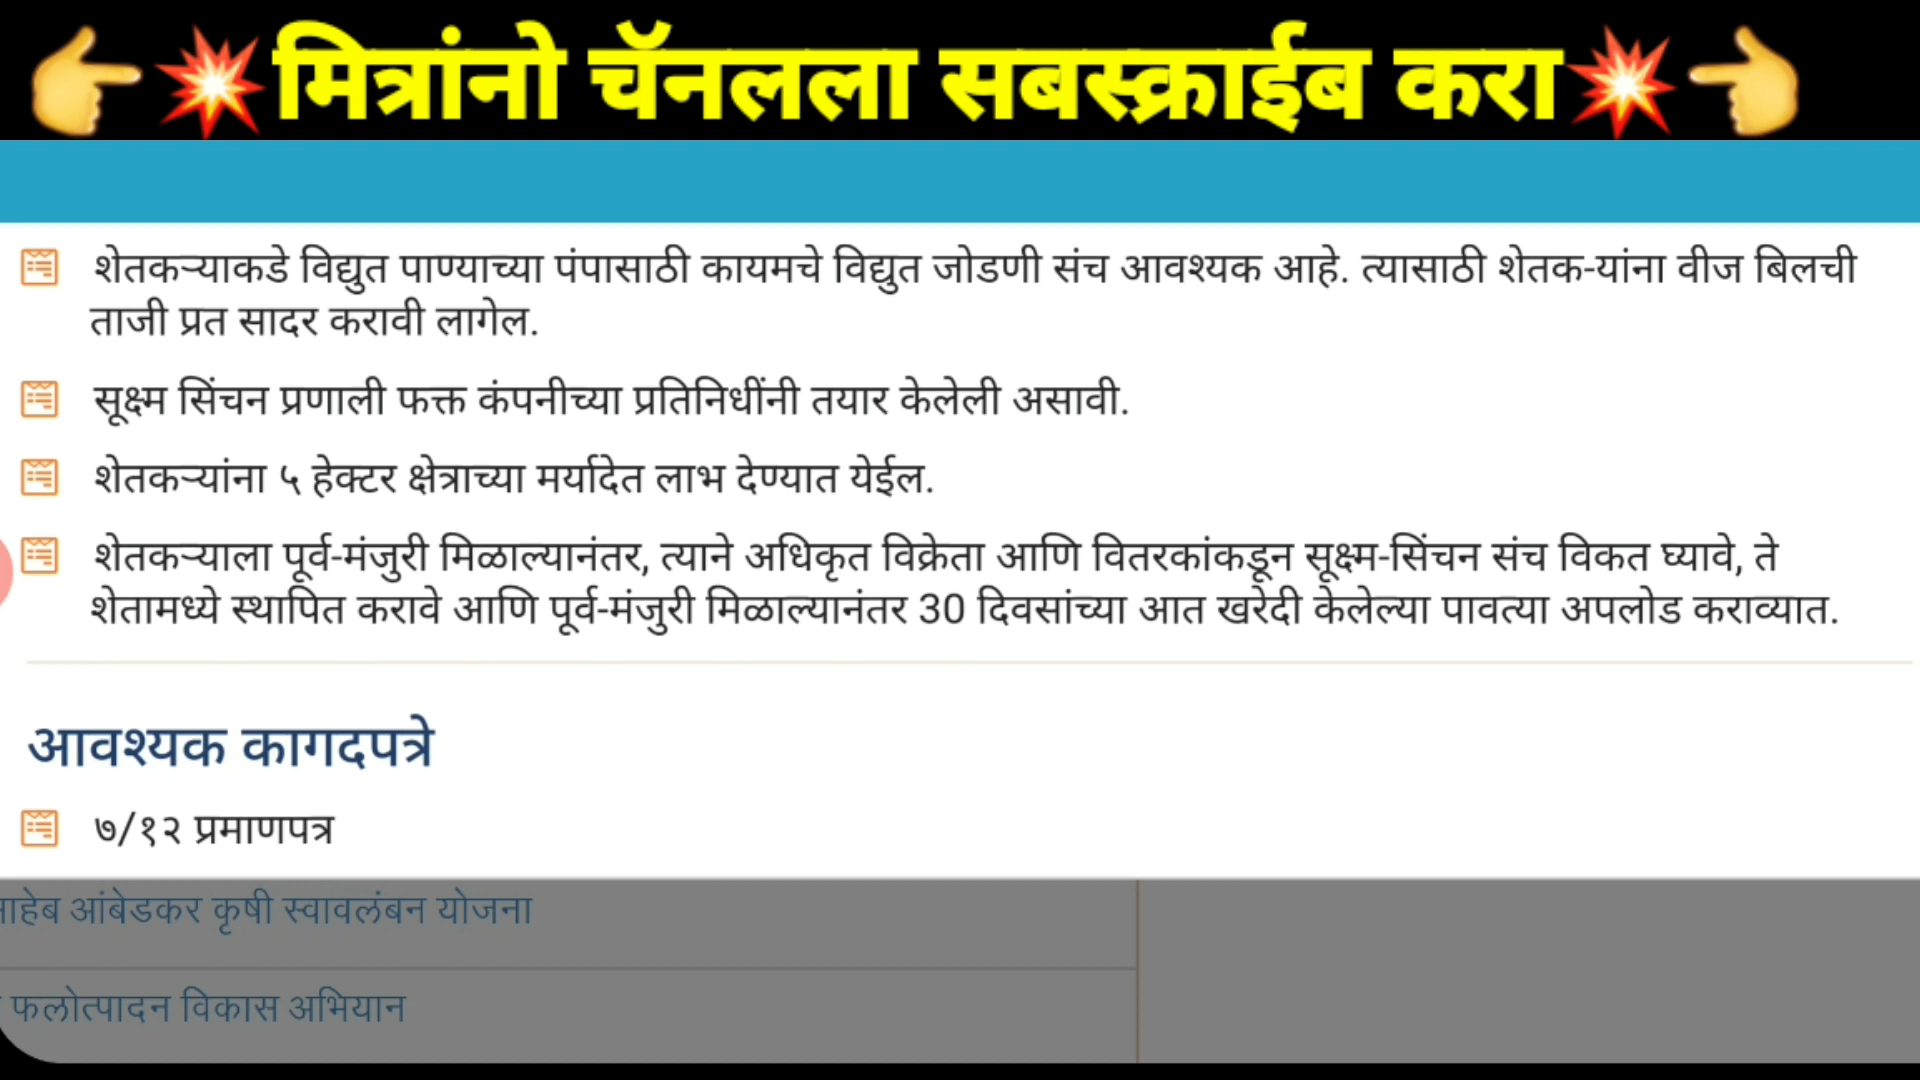 मित्रांनो चॅनलला सबस्क्राईब करा
शेतकऱ्याकडे विद्युत पाण्याच्या पंपासाठी कायमचे विद्युत जोडणी संच आवश्यक आहे. त्यासाठी शेतक-यांना वीज बिलची
ताजी प्रत सादर करावी लागेल.
सूक्ष्म सिंचन प्रणाली फक्त कंपनीच्या प्रतिनिधींनी तयार केलेली असावी.
शेतकऱ्यांना ५ हेक्टर क्षेत्राच्या मर्यादेत लाभ देण्यात येईल.
शेतकऱ्याला पूर्व-मंजुरी मिळाल्यानंतर, त्याने अधिकृत विक्रेता आणि वितरकांकडून सूक्ष्म-सिंचन संच विकत घ्यावे, ते
शेतामध्ये स्थापित करावे आणि पूर्व-मंजुरी मिळाल्यानंतर 30 दिवसांच्या आत खरेदी केलेल्या पावत्या अपलोड कराव्यात.
आवश्यक कागदपत्रे
७/१२ प्रमाणपत्र
ाहेब आंबेडकर कृषी स्वावलंबन योजना
फलोत्पादन विकास अभियान